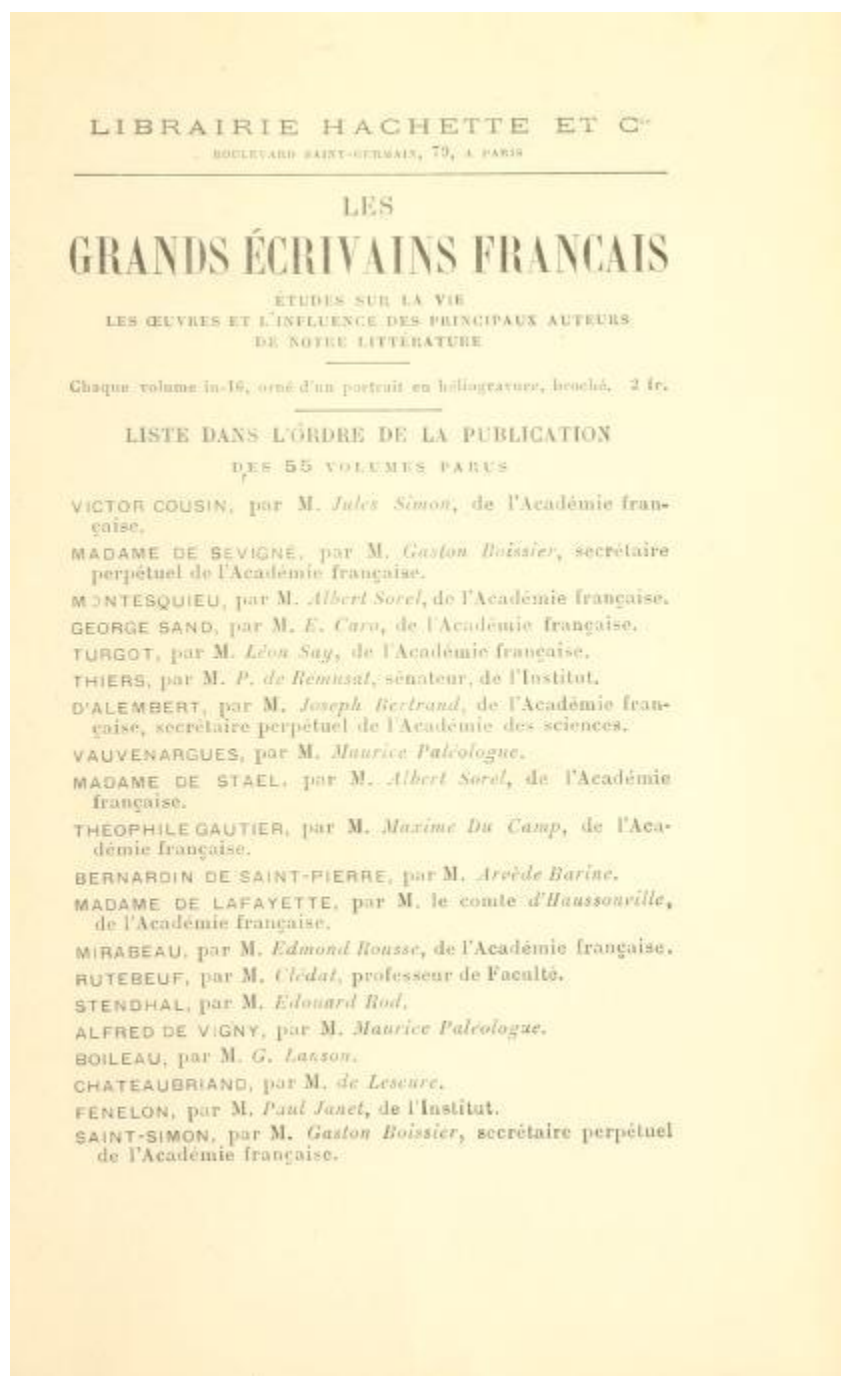 LIBRAIRIE HACHETTE ET Cie
BOULEVARD SAINT-GERMAIN, 79, A PARIS
LES
GRANDS ÉCRIVAINS FRANÇAIS
ÉTUDES SUR LA VIE
LES ŒUVRES ET L'INFLUENCE DES PRINCIPAUX AUTEURS
DE NOTRE LITTÉRATURE
Chaque volume in-16, orné d'un portrait en héliogravure, broché. 2 fr.
LISTE DANS L'ORDRE DE LA PUBLICATION
DES 55 VOLUMES PARUS
VICTOR COUSIN, par M. Jules Simon, de l'Académie fran-
çaise.
MADAME DE SÉVIGNÉ, par M. Gaston Boissier, secrétaire
perpétuel de l'Académie française.
MONTESQUIEU, par M. Albert Sorel, de l'Académie française.
GEORGE SAND, par M. E. Caro, de l'Académie française.
TURGOT, par M. Léon Say, de l'Académie française.
THIERS, par M. P. de Rémusat, sénateur, de l'Institut.
D'ALEMBERT, par M. Joseph Bertrand, de l'Académie fran-
çaise, secrétaire perpétuel de l'Académie des sciences.
VAUVENARGUES, par M. Maurice Paléologue.
MADAME DE STAEL, par M. Albert Sorel, de l'Académie
française.
THÉOPHILE GAUTIER, par M. Maxime Du Camp, de l'Aca-
démie française.
BERNARDIN DE SAINT-PIERRE, par M. Arvède Barine.
MADAME DE LAFAYETTE, par M. le comte d'Haussonville,
de l'Académie française.
MIRABEAU, par M. Edmond Rousse, de l'Académie française.
RUTEBEUF, par M. Clédat, professeur de Faculté.
STENDHAL, par M. Edouard Rod.
ALFRED DE VIGNY, par M. Maurice Paléologue.
BOILEAU, par M. G. Lanson.
CHATEAUBRIAND, par M. de Lescure.
FÉNELON, par M. Paul Janet, de l'Institut.
SAINT-SIMON, par M. Gaston Boissier, secrétaire perpétuel
de l'Académie française.